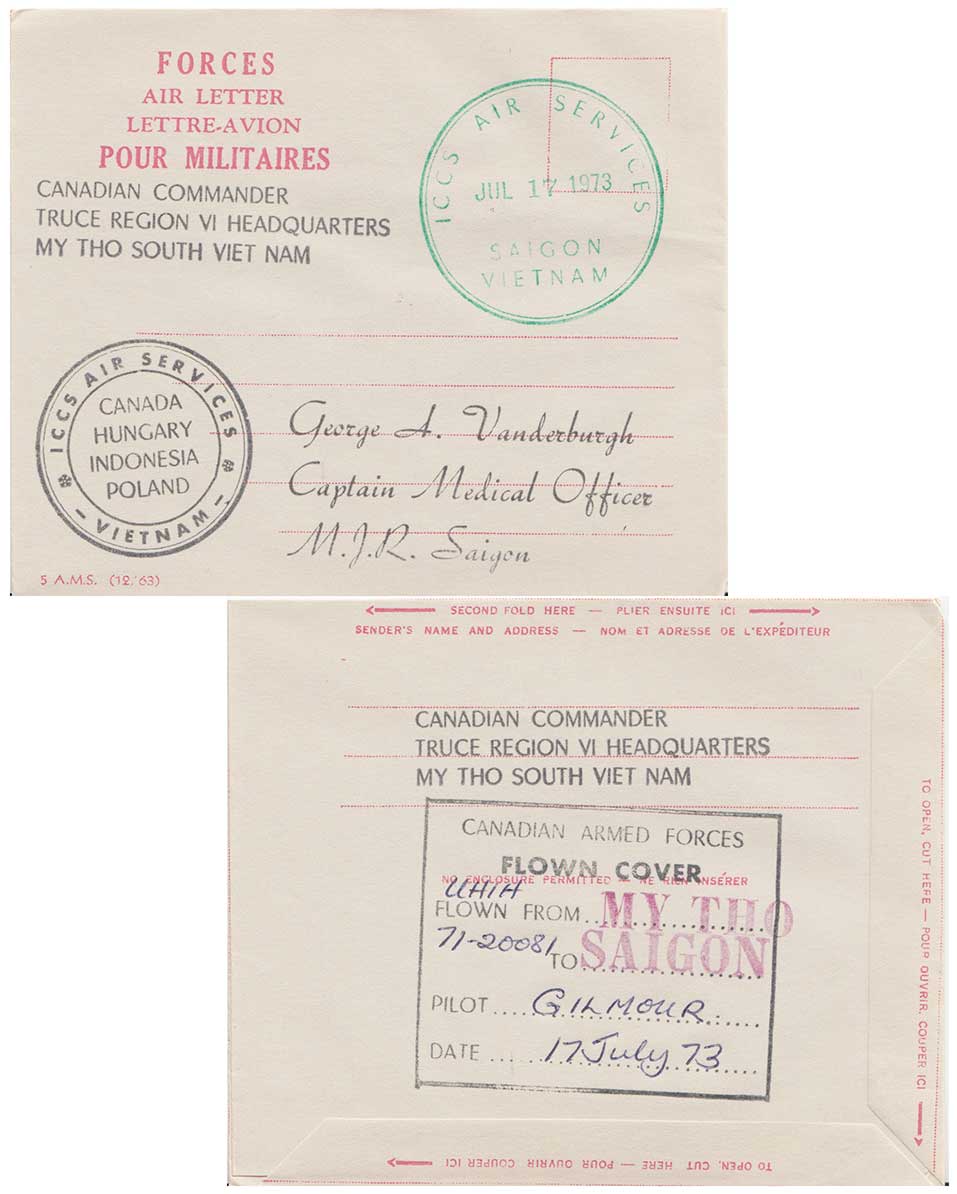 FORCES
AIR LETTER
LETTRE-AVION
POUR MILITAIRES
CANADIAN COMMANDER
TRUCE REGION VI HEADQUARTERS
MY THO SOUTH VIET NAM
ICCS AIR SERVICES
JUL 17 1973
SAIGON
VIETNAM
ICCS AIR SERVICES
CANADA
HUNGARY
INDONESIA
POLAND
- VIETNAM -
George A. Vanderburgh
Captain Medical Officer
M.J.R. Saigon
5 A.M.S. (12/63)
SECOND FOLD HERE — PLIER ENSUITE ICI
SENDER'S NAME AND ADDRESS — NOM ET ADRESSE DE L'EXPÉDITEUR
CANADIAN COMMANDER
TRUCE REGION VI HEADQUARTERS
MY THO SOUTH VIET NAM
CANADIAN ARMED FORCES
FLOWN COVER
NO ENCLOSURE PERMITTED — NE RIEN INSÉRER
UH1H
FLOWN FROM MY THO
71-20081
TO SAIGON
PILOT GILMOUR
DATE 17 July 73
TO OPEN, CUT HERE — POUR OUVRIR, COUPER ICI
TO OPEN, CUT HERE — POUR OUVRIR COUPER ICI